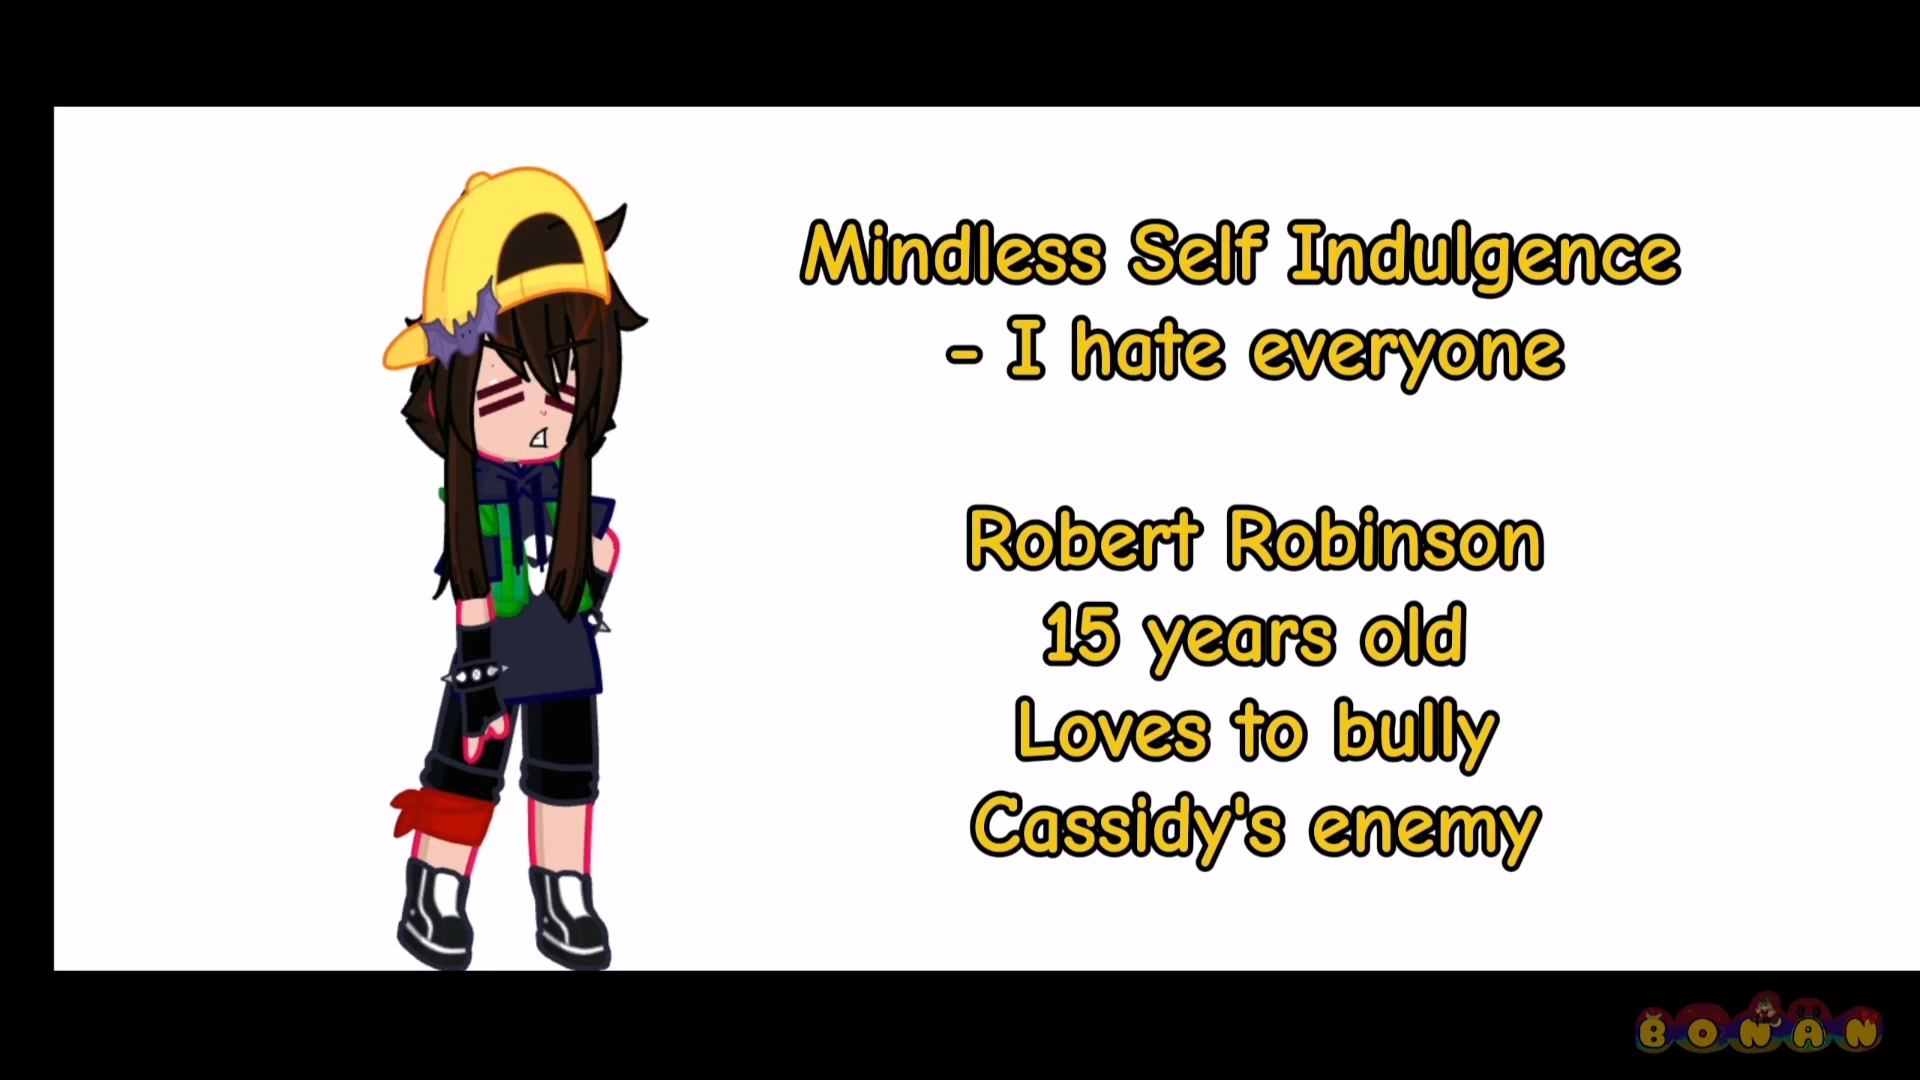 Mindless Self Indulgence
- I hate everyone
Robert Robinson
15 years old
Loves to bully
Cassidy's enemy
BONAN